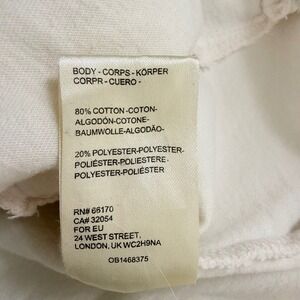 BODY - CORPS - KÖRPER
CORPR - CUERO -
80% COTTON -COTON-
ALGODÓN-COTONE-
BAUMWOLLE-ALGODÃO-
20% POLYESTER-POLYESTER-
POLIÉSTER-POLIESTERE-
POLYESTER-POLIÉSTER
RN# 66170
CA# 32054
FOR EU
24 WEST STREET,
LONDON, UK WC2H9NA
OB1468375